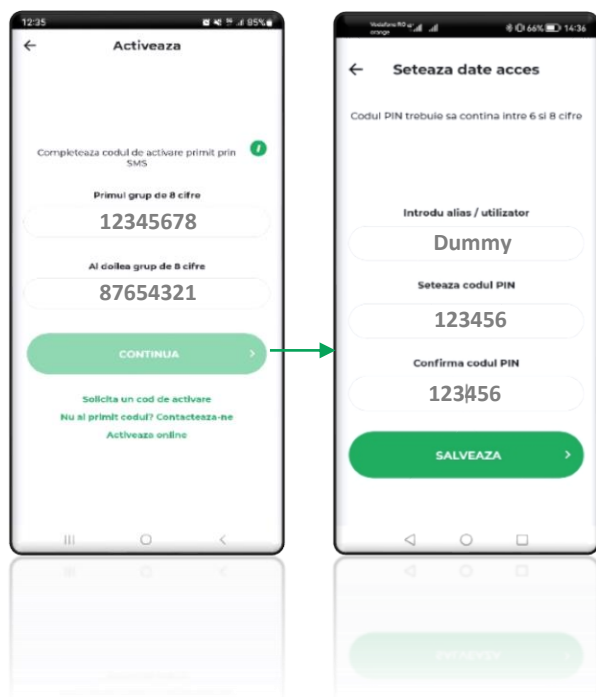 12:35
85%
Activeaza
Completeaza codul de activare primit prin
SMS
Primul grup de 8 cifre
12345678
Al doilea grup de 8 cifre
87654321
CONTINUA
Solicita un cod de activare
Nu ai primit codul? Contacteaza-ne
Activeaza online
Vodafone RO
orange
66%
14:36
Seteaza date acces
Codul PIN trebuie sa contina intre 6 si 8 cifre
Introdu alias / utilizator
Dummy
Seteaza codul PIN
123456
Confirma codul PIN
123456
SALVEAZA